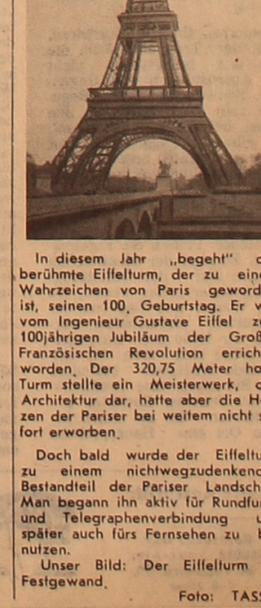 In diesem Jahr „begeht"
berühmte Eiffelturm, der zu ein
Wahrzeichen von Paris geword
ist, seinen 100. Geburtstag. Er
vom Ingenieur Gustave Eiffel
100jährigen Jubiläum der Groß
Französischen Revolution errich
worden. Der 320,75 Meter ho
Turm stellte ein Meisterwerk,
Architektur dar, hatte aber die H
zen der Pariser bei weitem nicht s
fort erworben.
Doch bald wurde der Eiffeltu
zu einem nichtwegzudenkend
Bestandteil der Pariser Landsch
Man begann ihn aktiv für Rundfu
und Telegraphenverbindung u
später auch fürs Fernsehen zu
nutzen.
Unser Bild: Der Eiffelturm
Festgewand.
Foto: TASS